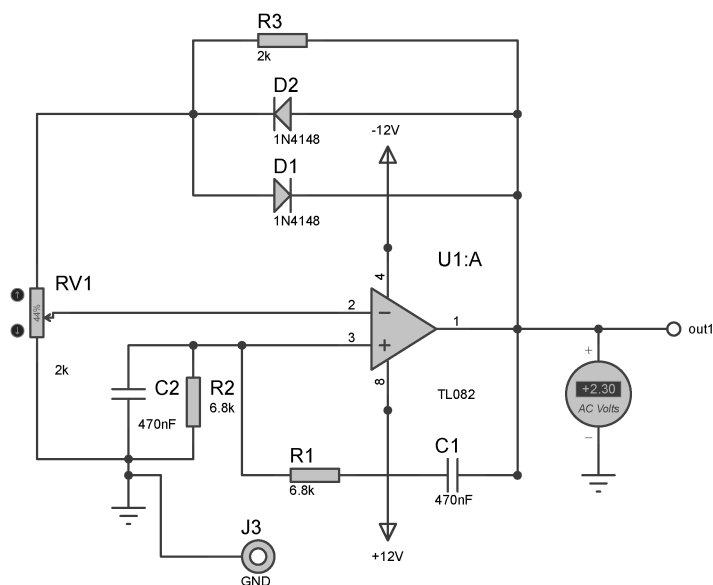 R3
2k
D2
1N4148
-12V
D1
1N4148
U1:A
4
RV1
44%
2
1
out1
3
2k
C2
470nF
R2
6.8k
8
TL082
+
+2.30
AC Volts
R1
6.8k
C1
470nF
J3
GND
+12V